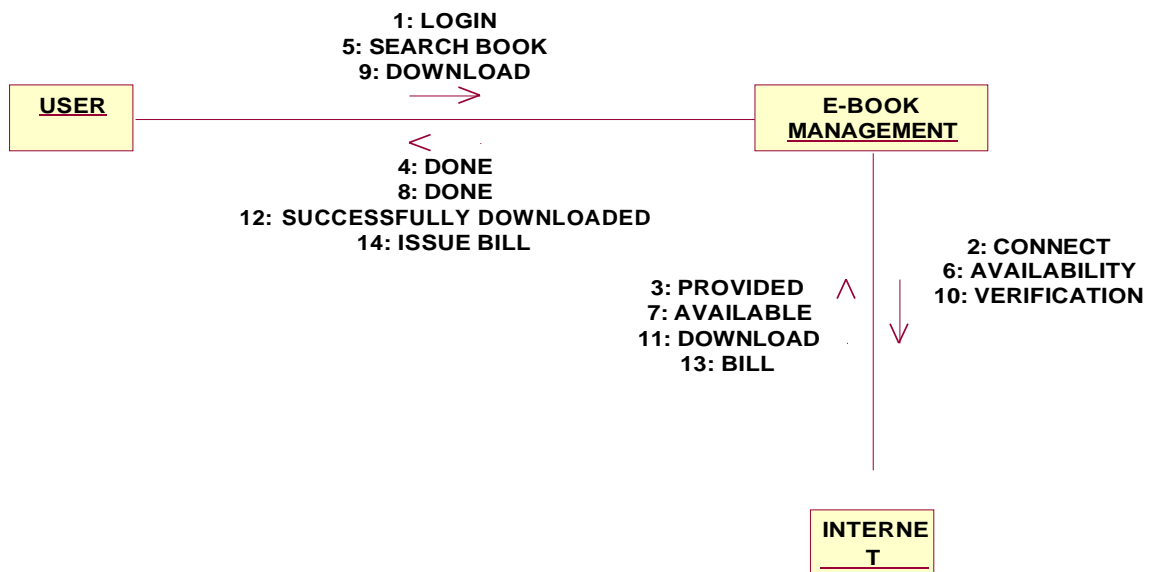 1: LOGIN
5: SEARCH BOOK
9: DOWNLOAD
USER
E-BOOK
MANAGEMENT
4: DONE
8: DONE
12: SUCCESSFULLY DOWNLOADED
14: ISSUE BILL
2: CONNECT
6: AVAILABILITY
10: VERIFICATION
3: PROVIDED
7: AVAILABLE
11: DOWNLOAD
13: BILL
INTERNE
T